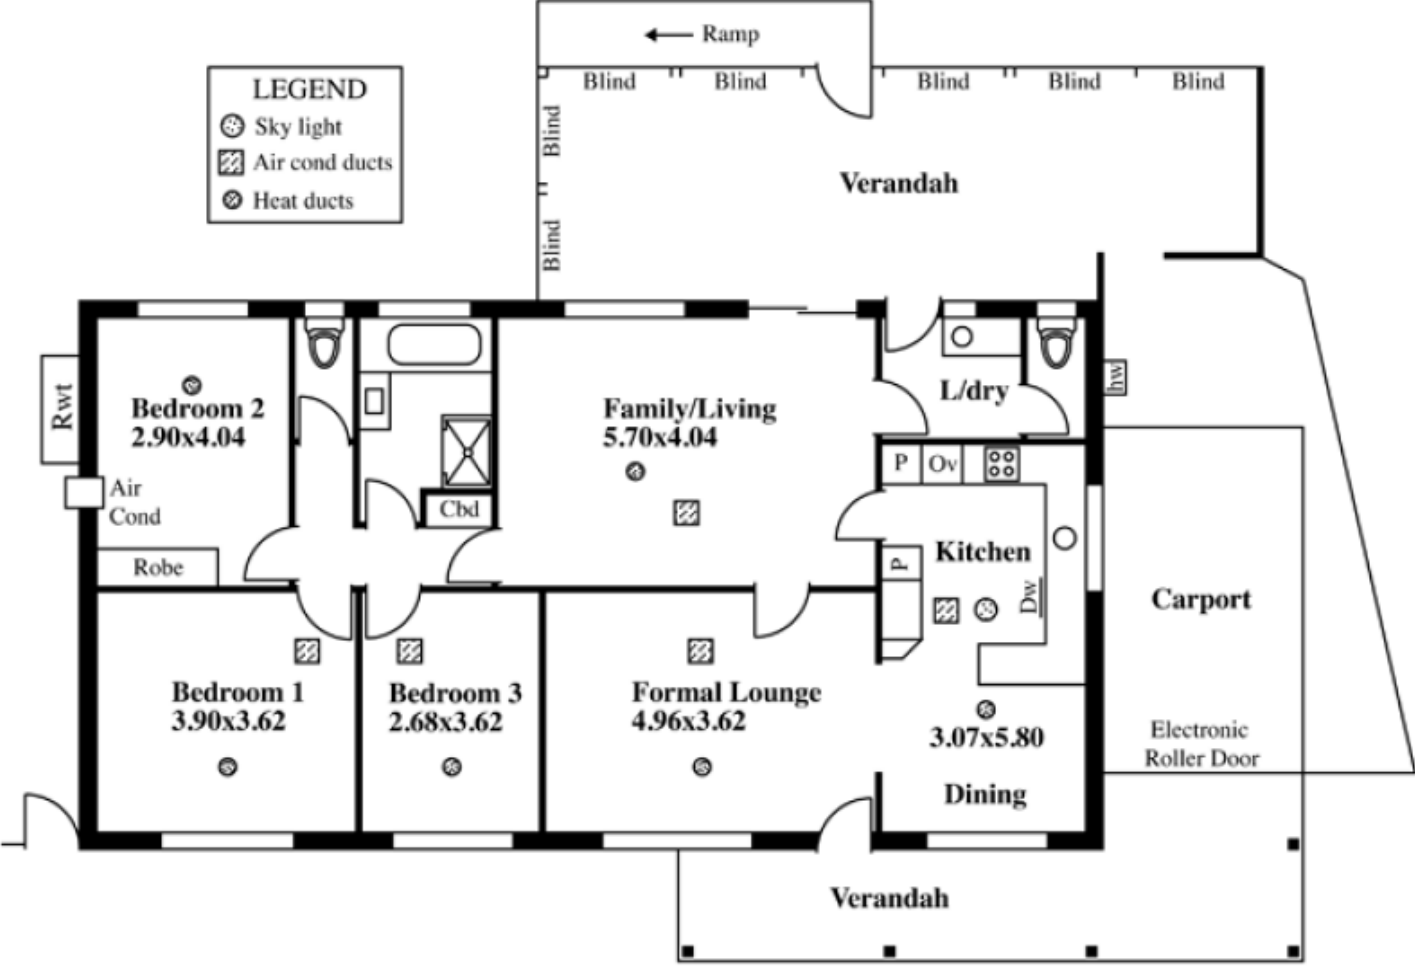 Ramp
LEGEND
Sky light
Air cond ducts
Heat ducts
Blind
Blind
Blind
Blind
Blind
Blind
Blind
Verandah
Rwt
Bedroom 2
2.90x4.04
Air
Cond
Robe
Cbd
Family/Living
5.70x4.04
L/dry
hw
P
Ov
Kitchen
P
Dw
Carport
Bedroom 1
3.90x3.62
Bedroom 3
2.68x3.62
Formal Lounge
4.96x3.62
3.07x5.80
Dining
Electronic
Roller Door
Verandah